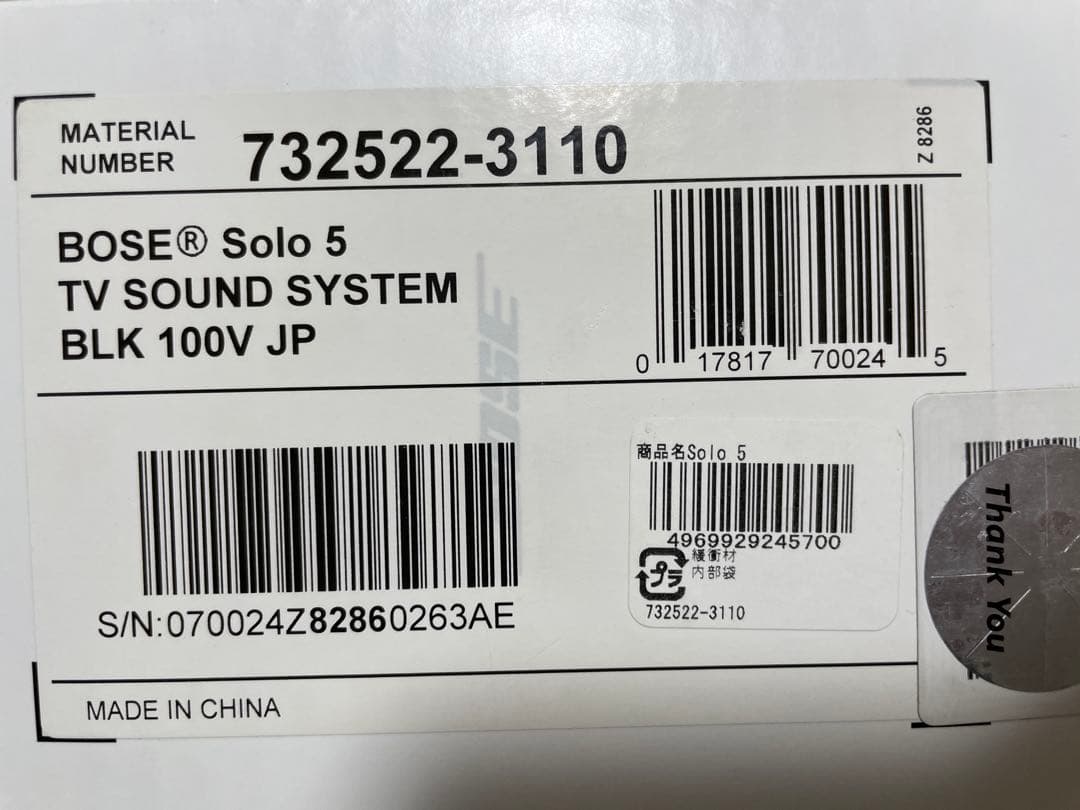 MATERIAL
NUMBER
732522-3110
Z 8286
BOSE® Solo 5
TV SOUND SYSTEM
BLK 100V JP
0 17817 70024 5
BOSE
商品名Solo 5
4969929245700
プラ
緩衝材
内部袋
732522-3110
S/N:070024Z82860263AE
Thank You
MADE IN CHINA